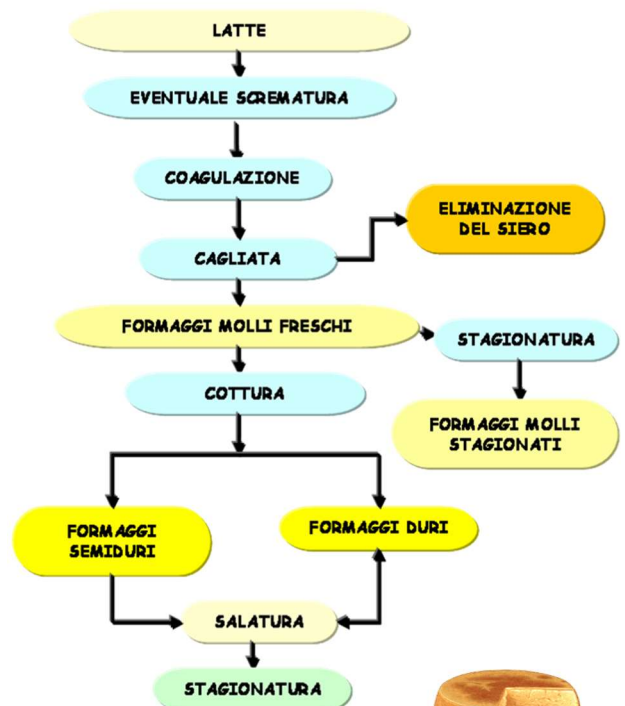 LATTE
EVENTUALE SCREMATURA
COAGULAZIONE
ELIMINAZIONE
DEL SIERO
CAGLIATA
FORMAGGI MOLLI FRESCHI
STAGIONATURA
COTTURA
FORMAGGI MOLLI
STAGIONATI
FORMAGGI
SEMIDURI
FORMAGGI DURI
SALATURA
STAGIONATURA